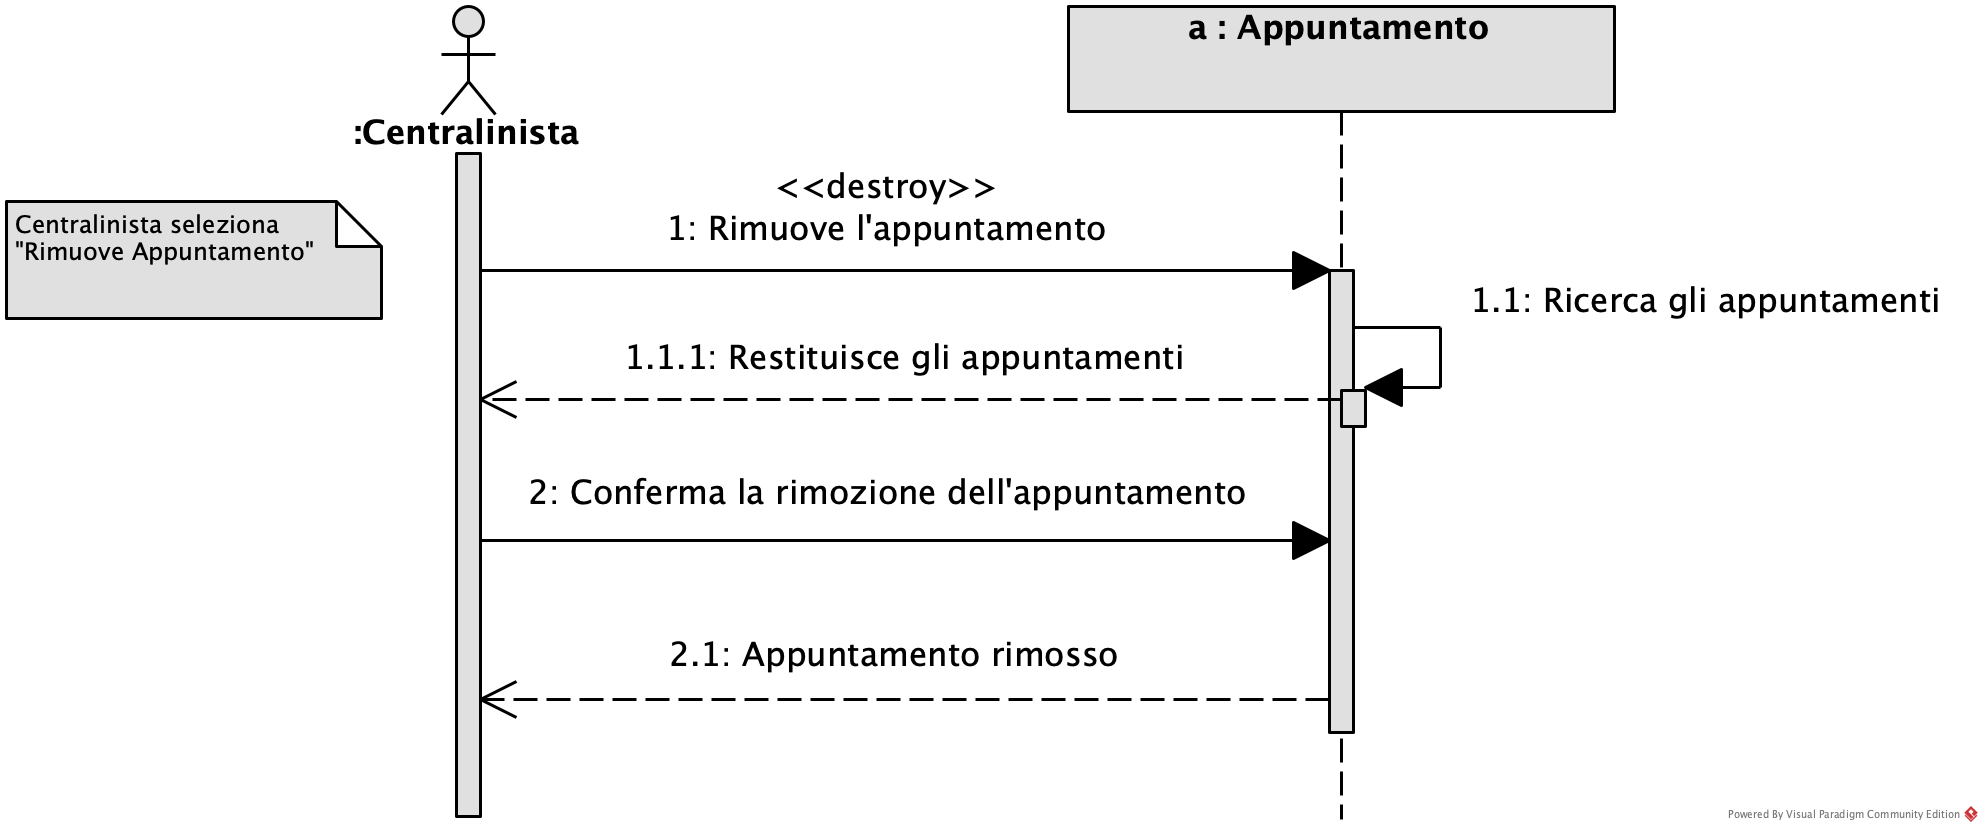 a : Appuntamento
:Centralinista
<<destroy>>
1: Rimuove l'appuntamento
Centralinista seleziona
"Rimuove Appuntamento"
1.1: Ricerca gli appuntamenti
1.1.1: Restituisce gli appuntamenti
2: Conferma la rimozione dell'appuntamento
2.1: Appuntamento rimosso
Powered By Visual Paradigm Community Edition